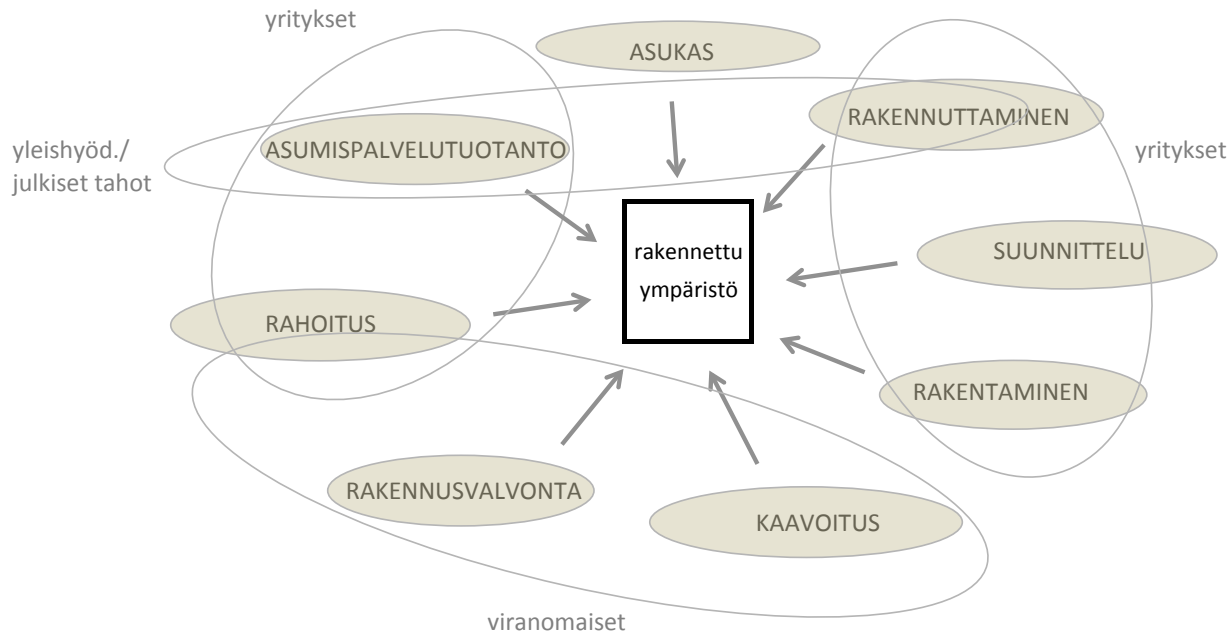 yritykset
ASUKAS
RAKENNUTTAMINEN
yleishyöd./
julkiset tahot
ASUMISPALVELUTUOTANTO
yritykset
rakennettu
ympäristö
SUUNNITTELU
RAHOITUS
RAKENTAMINEN
RAKENNUSVALVONTA
KAAVOITUS
viranomaiset